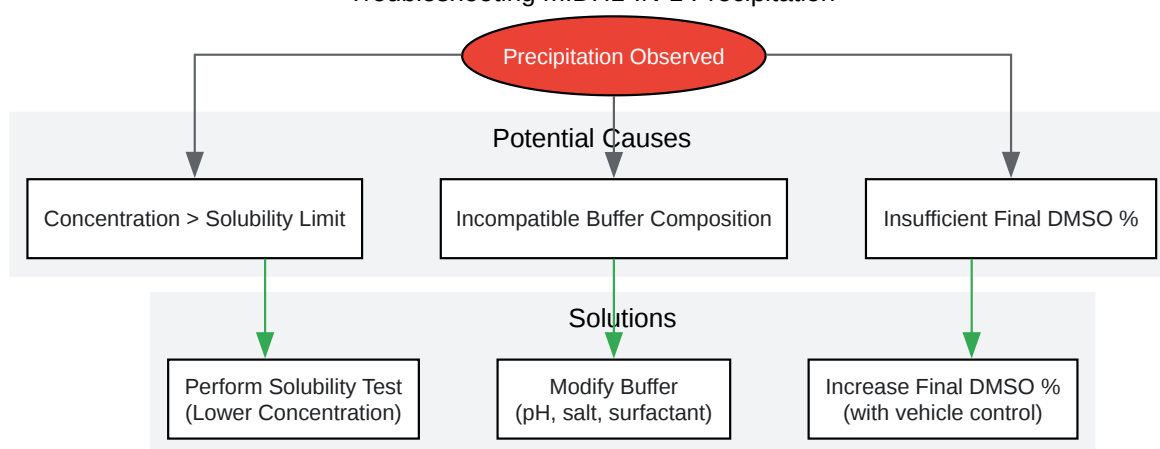 Precipitation Observed
Potential Causes
Concentration > Solubility Limit
Incompatible Buffer Composition
Insufficient Final DMSO %
Solutions
Perform Solubility Test
(Lower Concentration)
Modify Buffer
(pH, salt, surfactant)
Increase Final DMSO %
(with vehicle control)